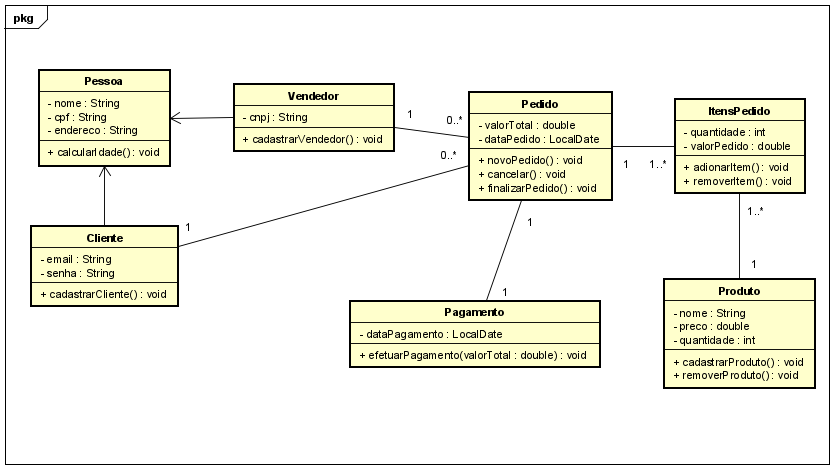 pkg
Pessoa
- nome : String
- cpf : String
- endereco : String
+ calcularIdade() : void
Vendedor
- cnpj : String
+ cadastrarVendedor() : void
1
0..*
Pedido
- valorTotal : double
- dataPedido : LocalDate
+ novoPedido() : void
+ cancelar() : void
+ finalizarPedido() : void
1
1..*
ItensPedido
- quantidade : int
- valorPedido : double
+ adionarItem() : void
+ removerItem() : void
0..*
1
Cliente
- email : String
- senha : String
+ cadastrarCliente() : void
1
1
Pagamento
- dataPagamento : LocalDate
+ efetuarPagamento(valorTotal : double) : void
1..*
1
Produto
- nome : String
- preco : double
- quantidade : int
+ cadastrarProduto() : void
+ removerProduto() : void